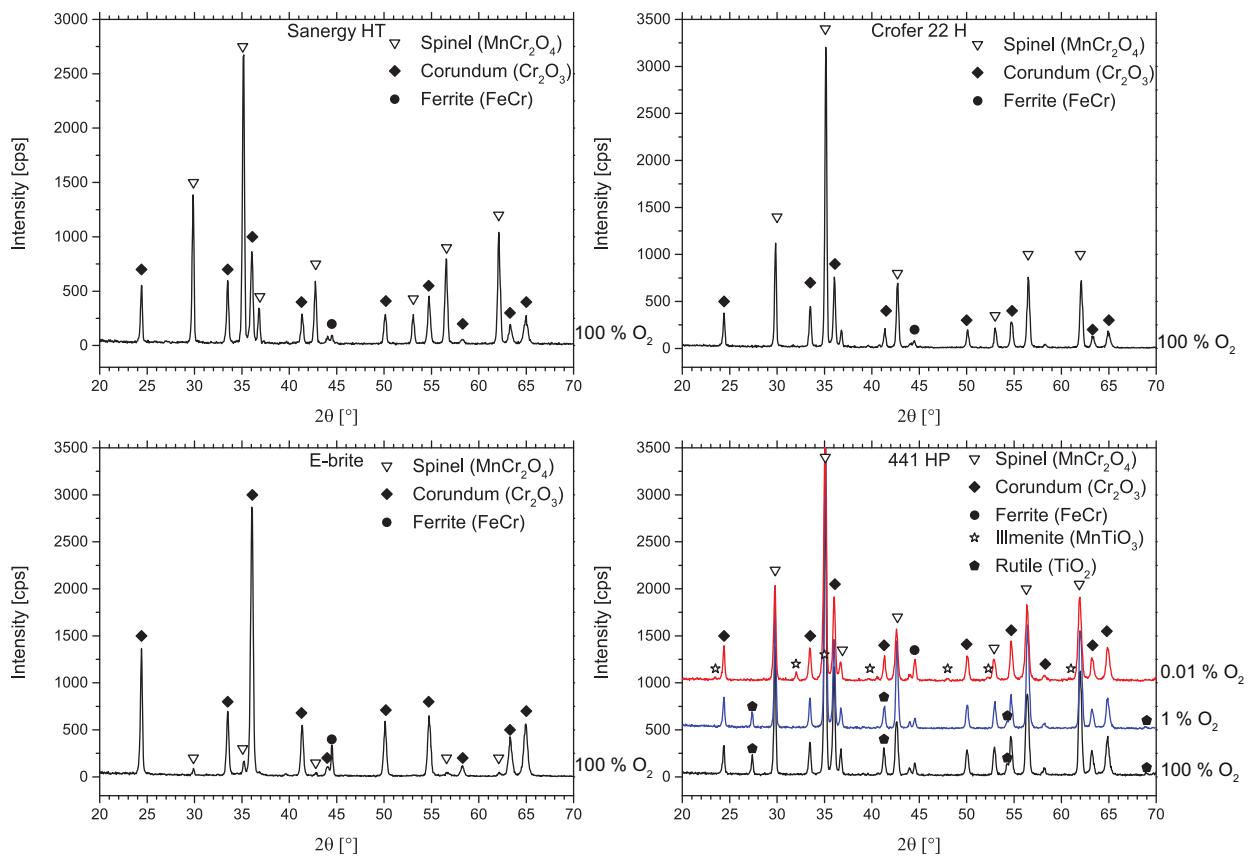 Sanergy HT
▽ Spinel (MnCr₂O₄)
◆ Corundum (Cr₂O₃)
● Ferrite (FeCr)
3000
2500
2000
1500
1000
500
0
Intensity [cps]
100 % O₂
20 25 30 35 40 45 50 55 60 65 70
2θ [°]
Crofer 22 H
▽ Spinel (MnCr₂O₄)
◆ Corundum (Cr₂O₃)
● Ferrite (FeCr)
3500
3000
2500
2000
1500
1000
500
0
Intensity [cps]
100 % O₂
20 25 30 35 40 45 50 55 60 65 70
2θ [°]
E-brite
▽ Spinel (MnCr₂O₄)
◆ Corundum (Cr₂O₃)
● Ferrite (FeCr)
3500
3000
2500
2000
1500
1000
500
0
Intensity [cps]
100 % O₂
20 25 30 35 40 45 50 55 60 65 70
2θ [°]
441 HP
▽ Spinel (MnCr₂O₄)
◆ Corundum (Cr₂O₃)
● Ferrite (FeCr)
☆ Illmenite (MnTiO₃)
⬟ Rutile (TiO₂)
3500
3000
2500
2000
1500
1000
500
0
Intensity [cps]
0.01 % O₂
1 % O₂
100 % O₂
20 25 30 35 40 45 50 55 60 65 70
2θ [°]